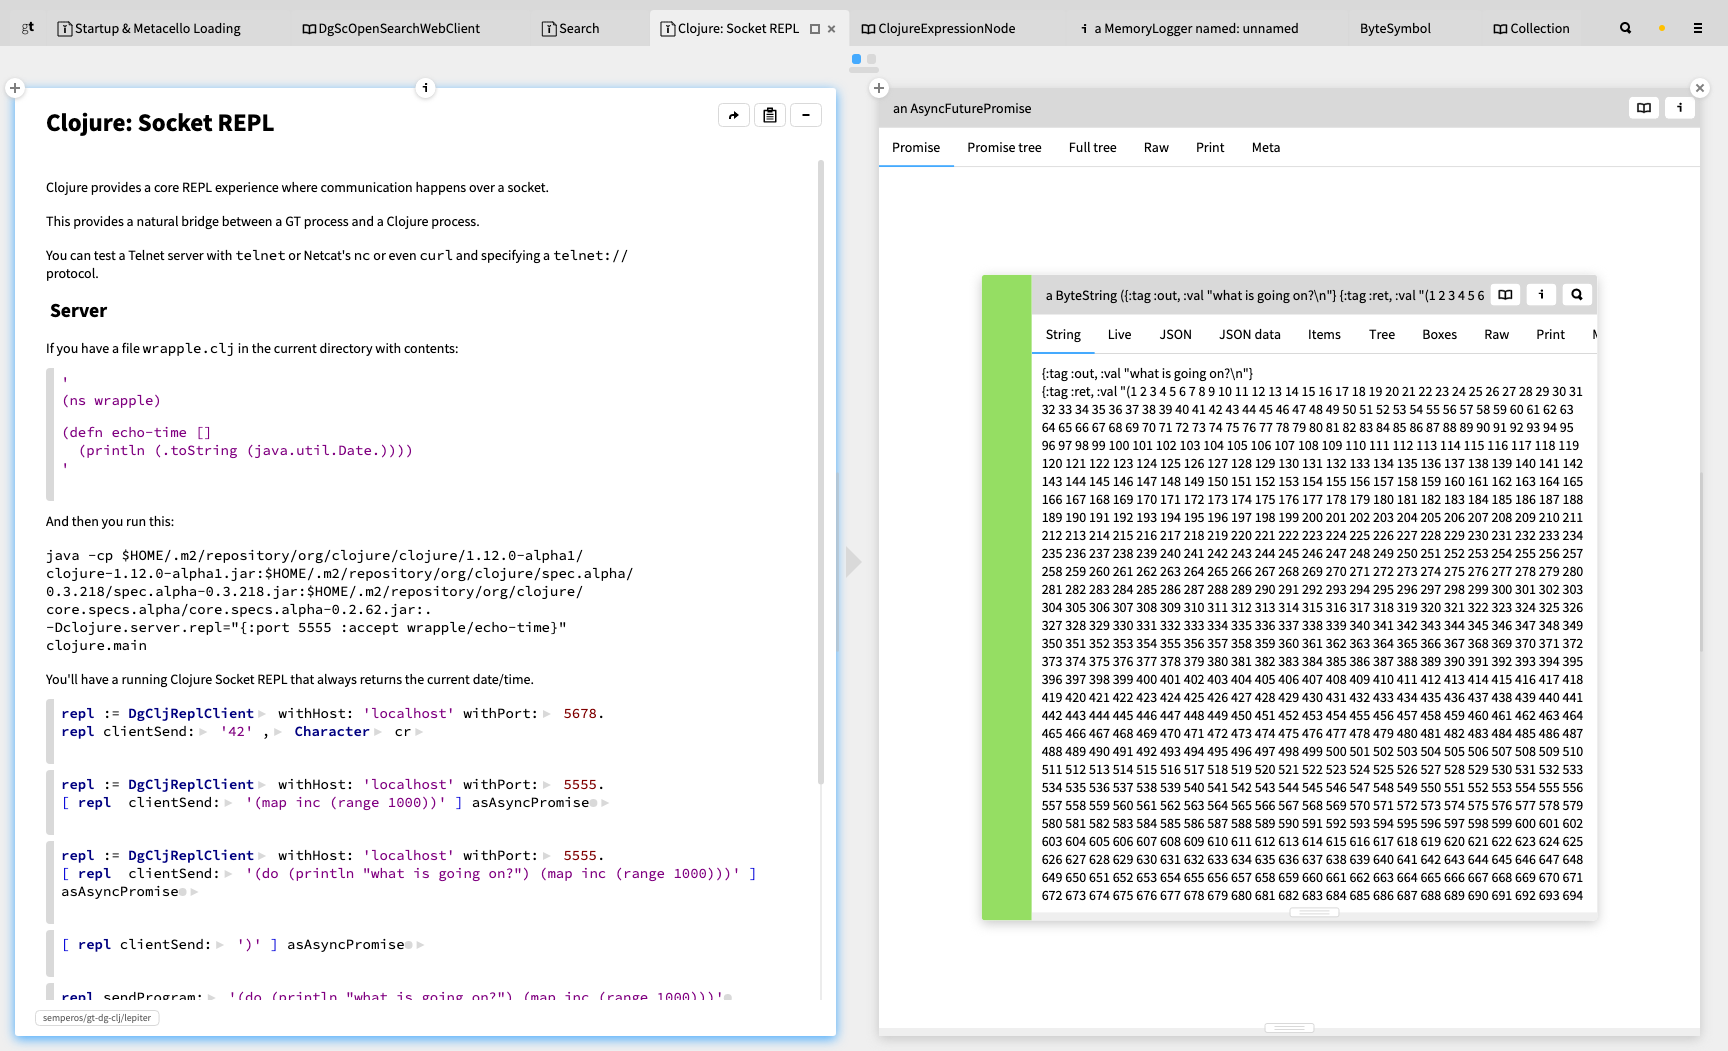 gt
Startup & Metacello Loading
DgScOpenSearchWebClient
Search
Clojure: Socket REPL
ClojureExpressionNode
a MemoryLogger named: unnamed
ByteSymbol
Collection
Clojure: Socket REPL
Clojure provides a core REPL experience where communication happens over a socket.
This provides a natural bridge between a GT process and a Clojure process.
You can test a Telnet server with telnet or Netcat's nc or even curl and specifying a telnet://
protocol.
Server
If you have a file wrapple.clj in the current directory with contents:
'
(ns wrapple)
(defn echo-time []
(println (.toString (java.util.Date.))))
'
And then you run this:
java -cp $HOME/.m2/repository/org/clojure/clojure/1.12.0-alpha1/
clojure-1.12.0-alpha1.jar:$HOME/.m2/repository/org/clojure/spec.alpha/
0.3.218/spec.alpha-0.3.218.jar:$HOME/.m2/repository/org/clojure/
core.specs.alpha/core.specs.alpha-0.2.62.jar:.
-Dclojure.server.repl="{:port 5555 :accept wrapple/echo-time}"
clojure.main
You'll have a running Clojure Socket REPL that always returns the current date/time.
repl := DgCljReplClient withHost: 'localhost' withPort: 5678.
repl clientSend: '42' , Character cr
repl := DgCljReplClient withHost: 'localhost' withPort: 5555.
[ repl clientSend: '(map inc (range 1000))' ] asAsyncPromise
repl := DgCljReplClient withHost: 'localhost' withPort: 5555.
[ repl clientSend: '(do (println "what is going on?") (map inc (range 1000)))' ]
asAsyncPromise
[ repl clientSend: ')' ] asAsyncPromise
repl sendProgram: '(do (println "what is going on?") (map inc (range 1000)))'
semperos/gt-dg-clj/lepiter
an AsyncFuturePromise
Promise Promise tree Full tree Raw Print Meta
a ByteString ({:tag :out, :val "what is going on?\n"} {:tag :ret, :val "(1 2 3 4 5 6
String Live JSON JSON data Items Tree Boxes Raw Print
{:tag :out, :val "what is going on?\n"}
{:tag :ret, :val "(1 2 3 4 5 6 7 8 9 10 11 12 13 14 15 16 17 18 19 20 21 22 23 24 25 26 27 28 29 30 31
32 33 34 35 36 37 38 39 40 41 42 43 44 45 46 47 48 49 50 51 52 53 54 55 56 57 58 59 60 61 62 63
64 65 66 67 68 69 70 71 72 73 74 75 76 77 78 79 80 81 82 83 84 85 86 87 88 89 90 91 92 93 94 95
96 97 98 99 100 101 102 103 104 105 106 107 108 109 110 111 112 113 114 115 116 117 118 119
120 121 122 123 124 125 126 127 128 129 130 131 132 133 134 135 136 137 138 139 140 141 142
143 144 145 146 147 148 149 150 151 152 153 154 155 156 157 158 159 160 161 162 163 164 165
166 167 168 169 170 171 172 173 174 175 176 177 178 179 180 181 182 183 184 185 186 187 188
189 190 191 192 193 194 195 196 197 198 199 200 201 202 203 204 205 206 207 208 209 210 211
212 213 214 215 216 217 218 219 220 221 222 223 224 225 226 227 228 229 230 231 232 233 234
235 236 237 238 239 240 241 242 243 244 245 246 247 248 249 250 251 252 253 254 255 256 257
258 259 260 261 262 263 264 265 266 267 268 269 270 271 272 273 274 275 276 277 278 279 280
281 282 283 284 285 286 287 288 289 290 291 292 293 294 295 296 297 298 299 300 301 302 303
304 305 306 307 308 309 310 311 312 313 314 315 316 317 318 319 320 321 322 323 324 325 326
327 328 329 330 331 332 333 334 335 336 337 338 339 340 341 342 343 344 345 346 347 348 349
350 351 352 353 354 355 356 357 358 359 360 361 362 363 364 365 366 367 368 369 370 371 372
373 374 375 376 377 378 379 380 381 382 383 384 385 386 387 388 389 390 391 392 393 394 395
396 397 398 399 400 401 402 403 404 405 406 407 408 409 410 411 412 413 414 415 416 417 418
419 420 421 422 423 424 425 426 427 428 429 430 431 432 433 434 435 436 437 438 439 440 441
442 443 444 445 446 447 448 449 450 451 452 453 454 455 456 457 458 459 460 461 462 463 464
465 466 467 468 469 470 471 472 473 474 475 476 477 478 479 480 481 482 483 484 485 486 487
488 489 490 491 492 493 494 495 496 497 498 499 500 501 502 503 504 505 506 507 508 509 510
511 512 513 514 515 516 517 518 519 520 521 522 523 524 525 526 527 528 529 530 531 532 533
534 535 536 537 538 539 540 541 542 543 544 545 546 547 548 549 550 551 552 553 554 555 556
557 558 559 560 561 562 563 564 565 566 567 568 569 570 571 572 573 574 575 576 577 578 579
580 581 582 583 584 585 586 587 588 589 590 591 592 593 594 595 596 597 598 599 600 601 602
603 604 605 606 607 608 609 610 611 612 613 614 615 616 617 618 619 620 621 622 623 624 625
626 627 628 629 630 631 632 633 634 635 636 637 638 639 640 641 642 643 644 645 646 647 648
649 650 651 652 653 654 655 656 657 658 659 660 661 662 663 664 665 666 667 668 669 670 671
672 673 674 675 676 677 678 679 680 681 682 683 684 685 686 687 688 689 690 691 692 693 694